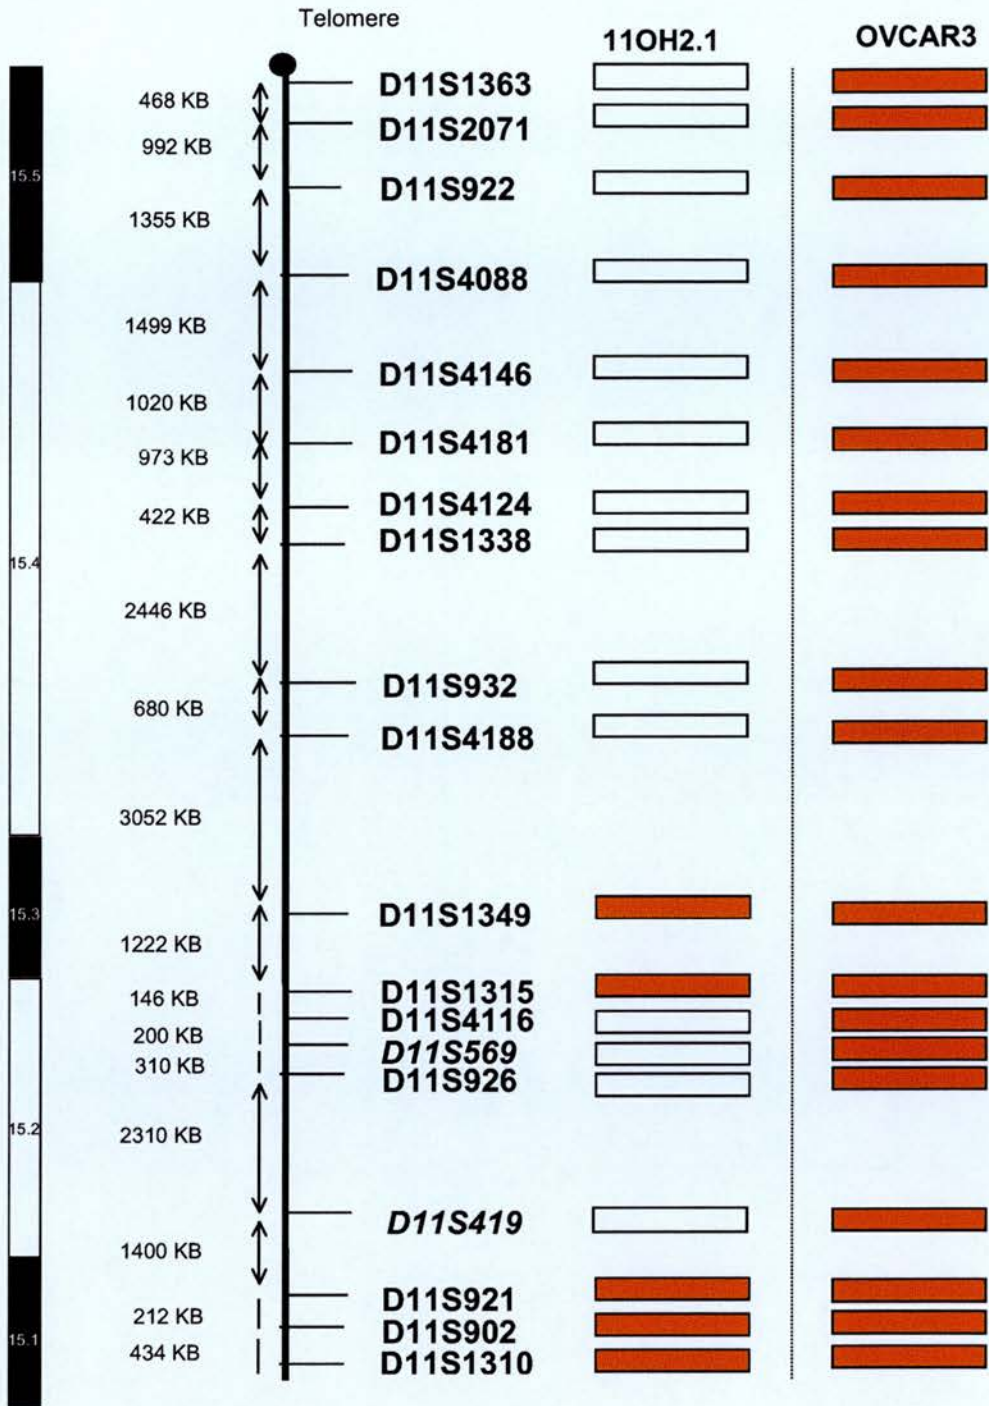 Telomere
11OH2.1
OVCAR3
D11S1363
468 KB
D11S2071
992 KB
15.5
D11S922
1355 KB
D11S4088
1499 KB
D11S4146
1020 KB
D11S4181
973 KB
D11S4124
422 KB
D11S1338
15.4
2446 KB
D11S932
680 KB
D11S4188
3052 KB
15.3
D11S1349
1222 KB
D11S1315
146 KB
D11S4116
200 KB
D11S569
310 KB
D11S926
15.2
2310 KB
D11S419
1400 KB
D11S921
212 KB
D11S902
15.1
434 KB
D11S1310